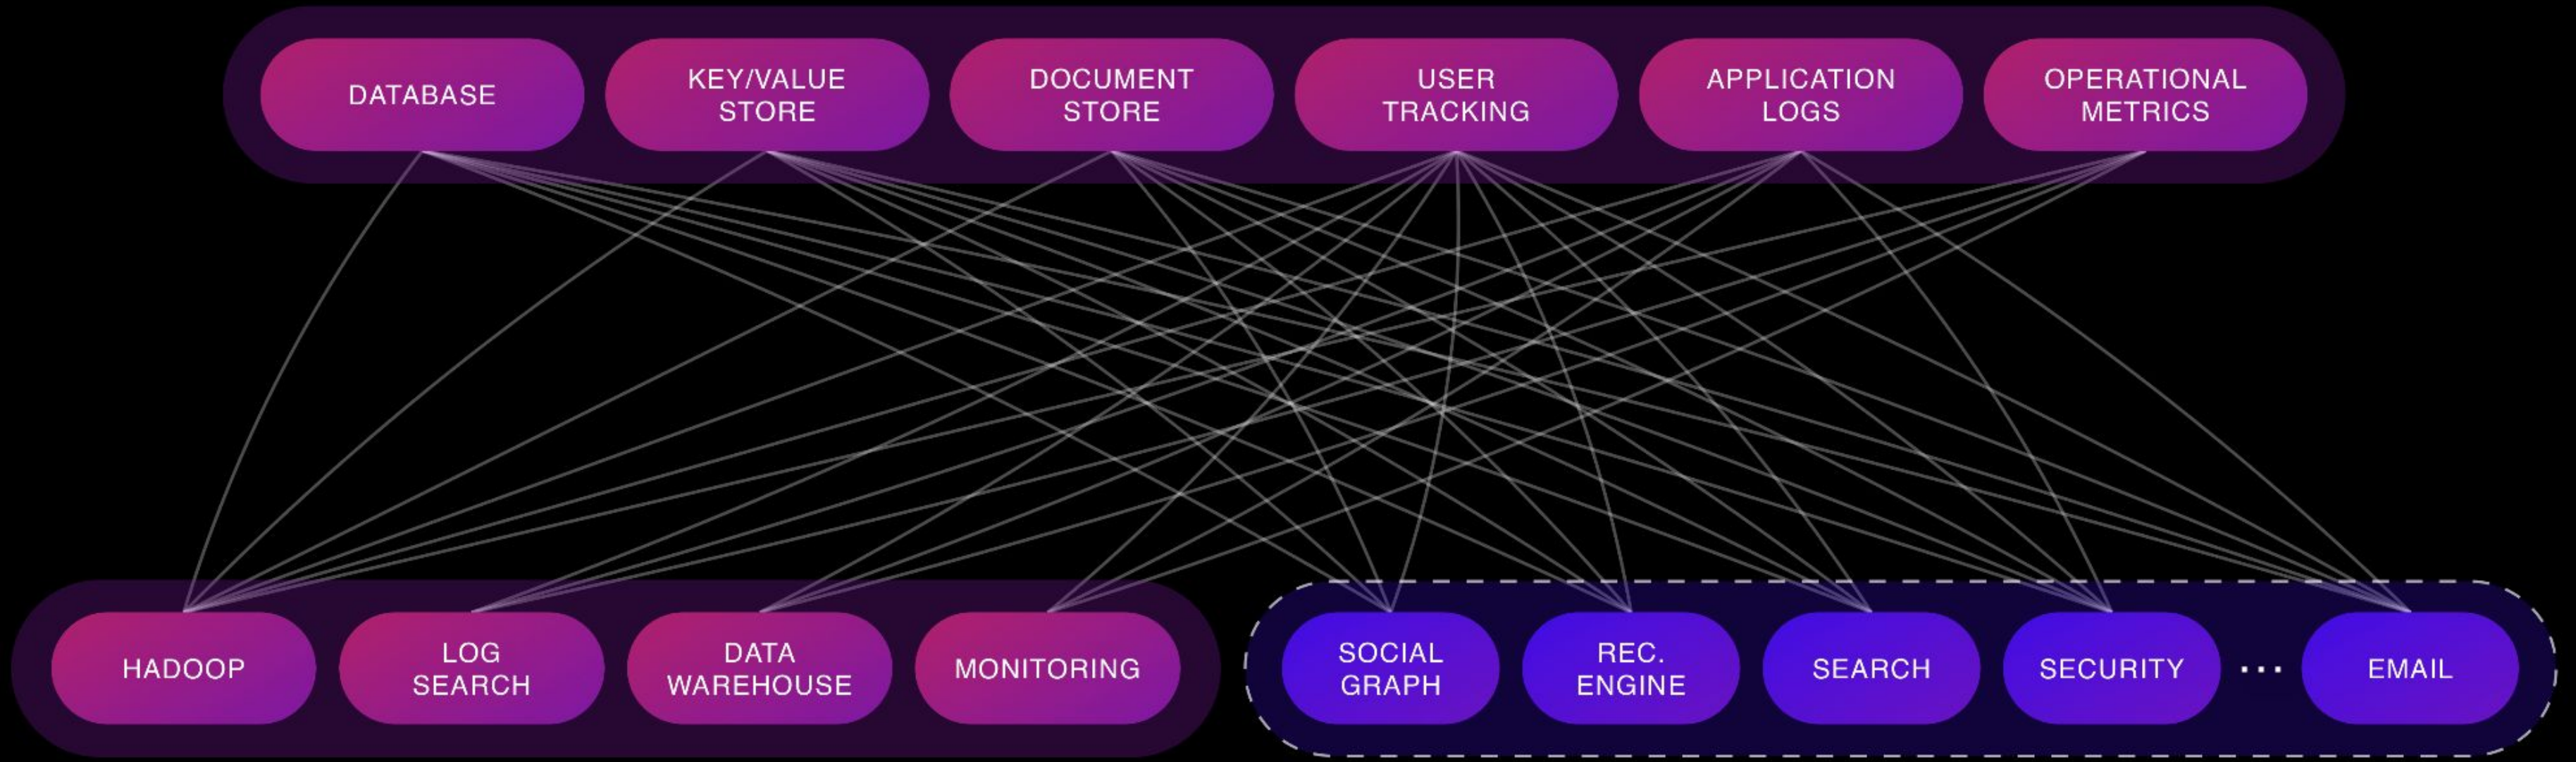 DATABASE
KEY/VALUE
STORE
DOCUMENT
STORE
USER
TRACKING
APPLICATION
LOGS
OPERATIONAL
METRICS
HADOOP
LOG
SEARCH
DATA
WAREHOUSE
MONITORING
SOCIAL
GRAPH
REC.
ENGINE
SEARCH
SECURITY
...
EMAIL